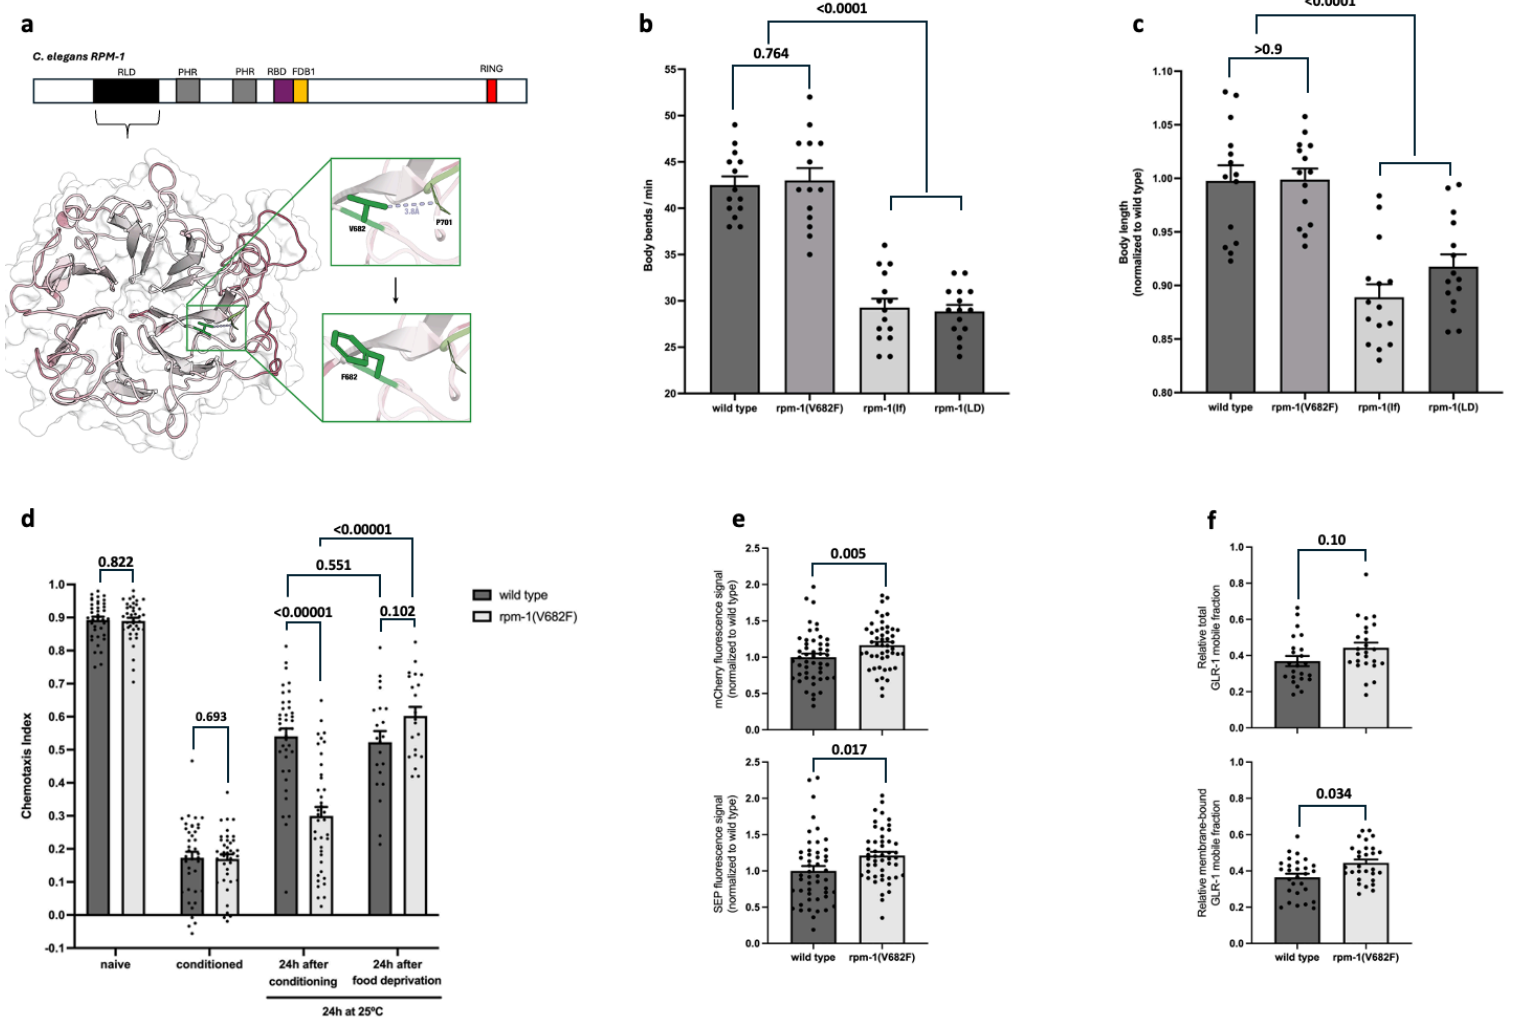 a
C. elegans RPM-1
RLD
PHR
PHR
RBD
FDB1
RING
3.8Å
V682
P701
F682
b
<0.0001
0.764
Body bends / min
55
50
45
40
35
30
25
20
wild type
rpm-1(V682F)
rpm-1(lf)
rpm-1(LD)
c
<0.0001
>0.9
Body length
(normalized to wild type)
1.10
1.05
1.00
0.95
0.90
0.85
0.80
wild type
rpm-1(V682F)
rpm-1(lf)
rpm-1(LD)
d
<0.00001
0.822
0.551
<0.00001
0.102
0.693
wild type
rpm-1(V682F)
Chemotaxis Index
1.0
0.9
0.8
0.7
0.6
0.5
0.4
0.3
0.2
0.1
0.0
-0.1
naive
conditioned
24h after
conditioning
24h after
food deprivation
24h at 25ºC
e
0.005
mCherry fluorescence signal
(normalized to wild type)
2.5
2.0
1.5
1.0
0.5
0.0
0.017
SEP fluorescence signal
(normalized to wild type)
2.5
2.0
1.5
1.0
0.5
0.0
wild type
rpm-1(V682F)
f
0.10
Relative total
GLR-1 mobile fraction
1.0
0.8
0.6
0.4
0.2
0.0
0.034
Relative membrane-bound
GLR-1 mobile fraction
1.0
0.8
0.6
0.4
0.2
0.0
wild type
rpm-1(V682F)